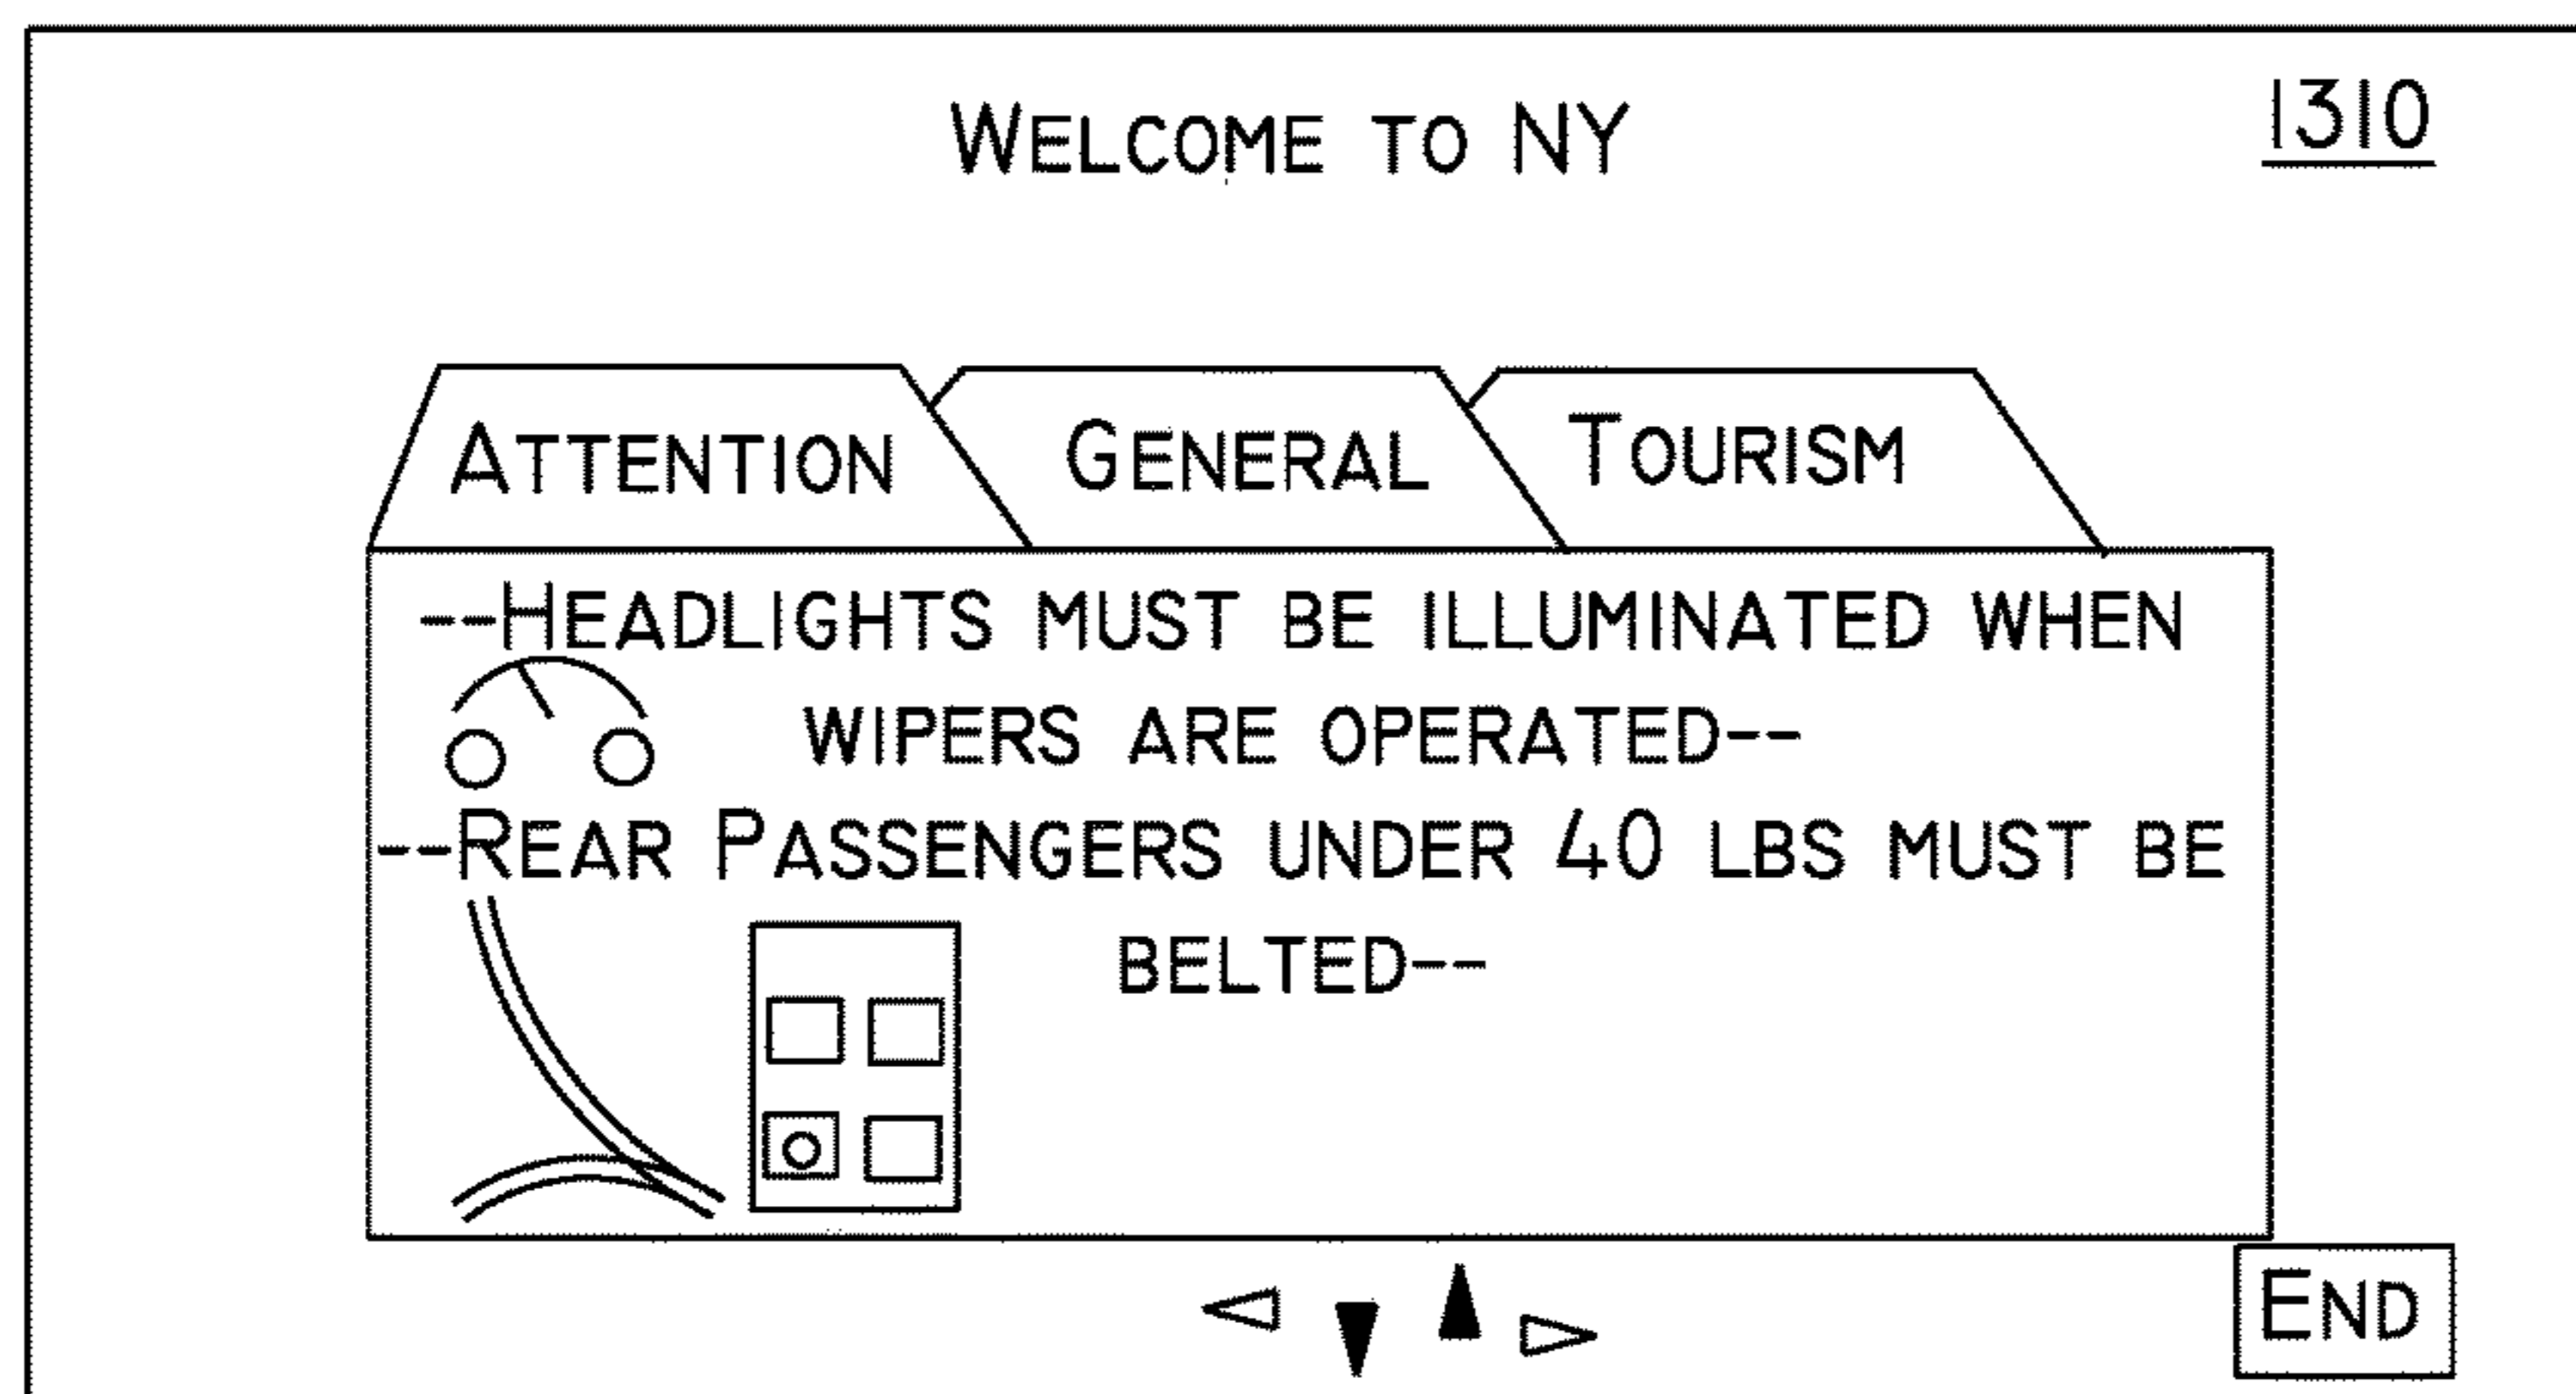 WELCOME TO NY
1310
ATTENTION GENERAL TOURISM
--HEADLIGHTS MUST BE ILLUMINATED WHEN
WIPERS ARE OPERATED--
--REAR PASSENGERS UNDER 40 LBS MUST BE
BELTED--
END